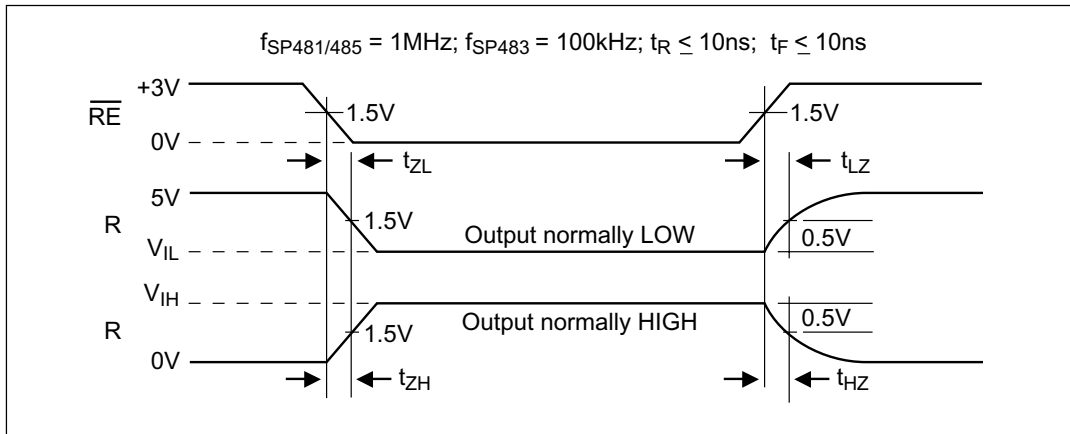 fSP481/485 = 1MHz; fSP483 = 100kHz; tR ≤ 10ns; tF ≤ 10ns
+3V
RE
1.5V
1.5V
0V
tZL
tLZ
5V
R
1.5V
Output normally LOW
0.5V
VIL
VIH
R
1.5V
Output normally HIGH
0.5V
0V
tZH
tHZ